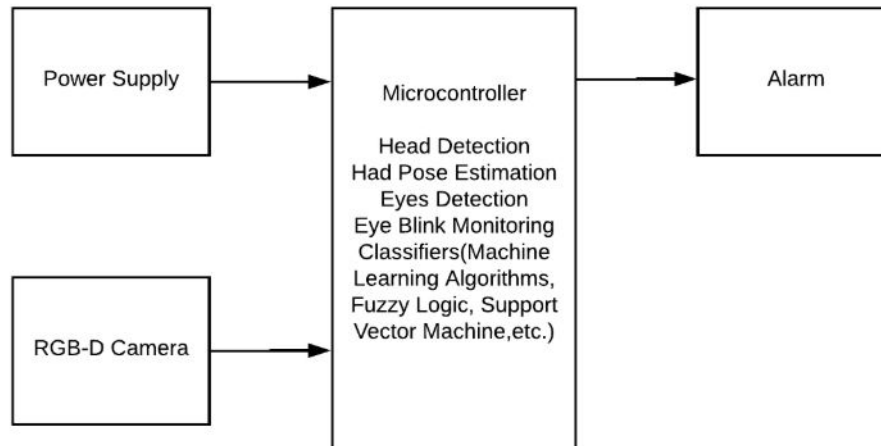 Power Supply
Microcontroller
Head Detection
Had Pose Estimation
Eyes Detection
Eye Blink Monitoring
Classifiers(Machine
Learning Algorithms,
Fuzzy Logic, Support
Vector Machine,etc.)
Alarm
RGB-D Camera